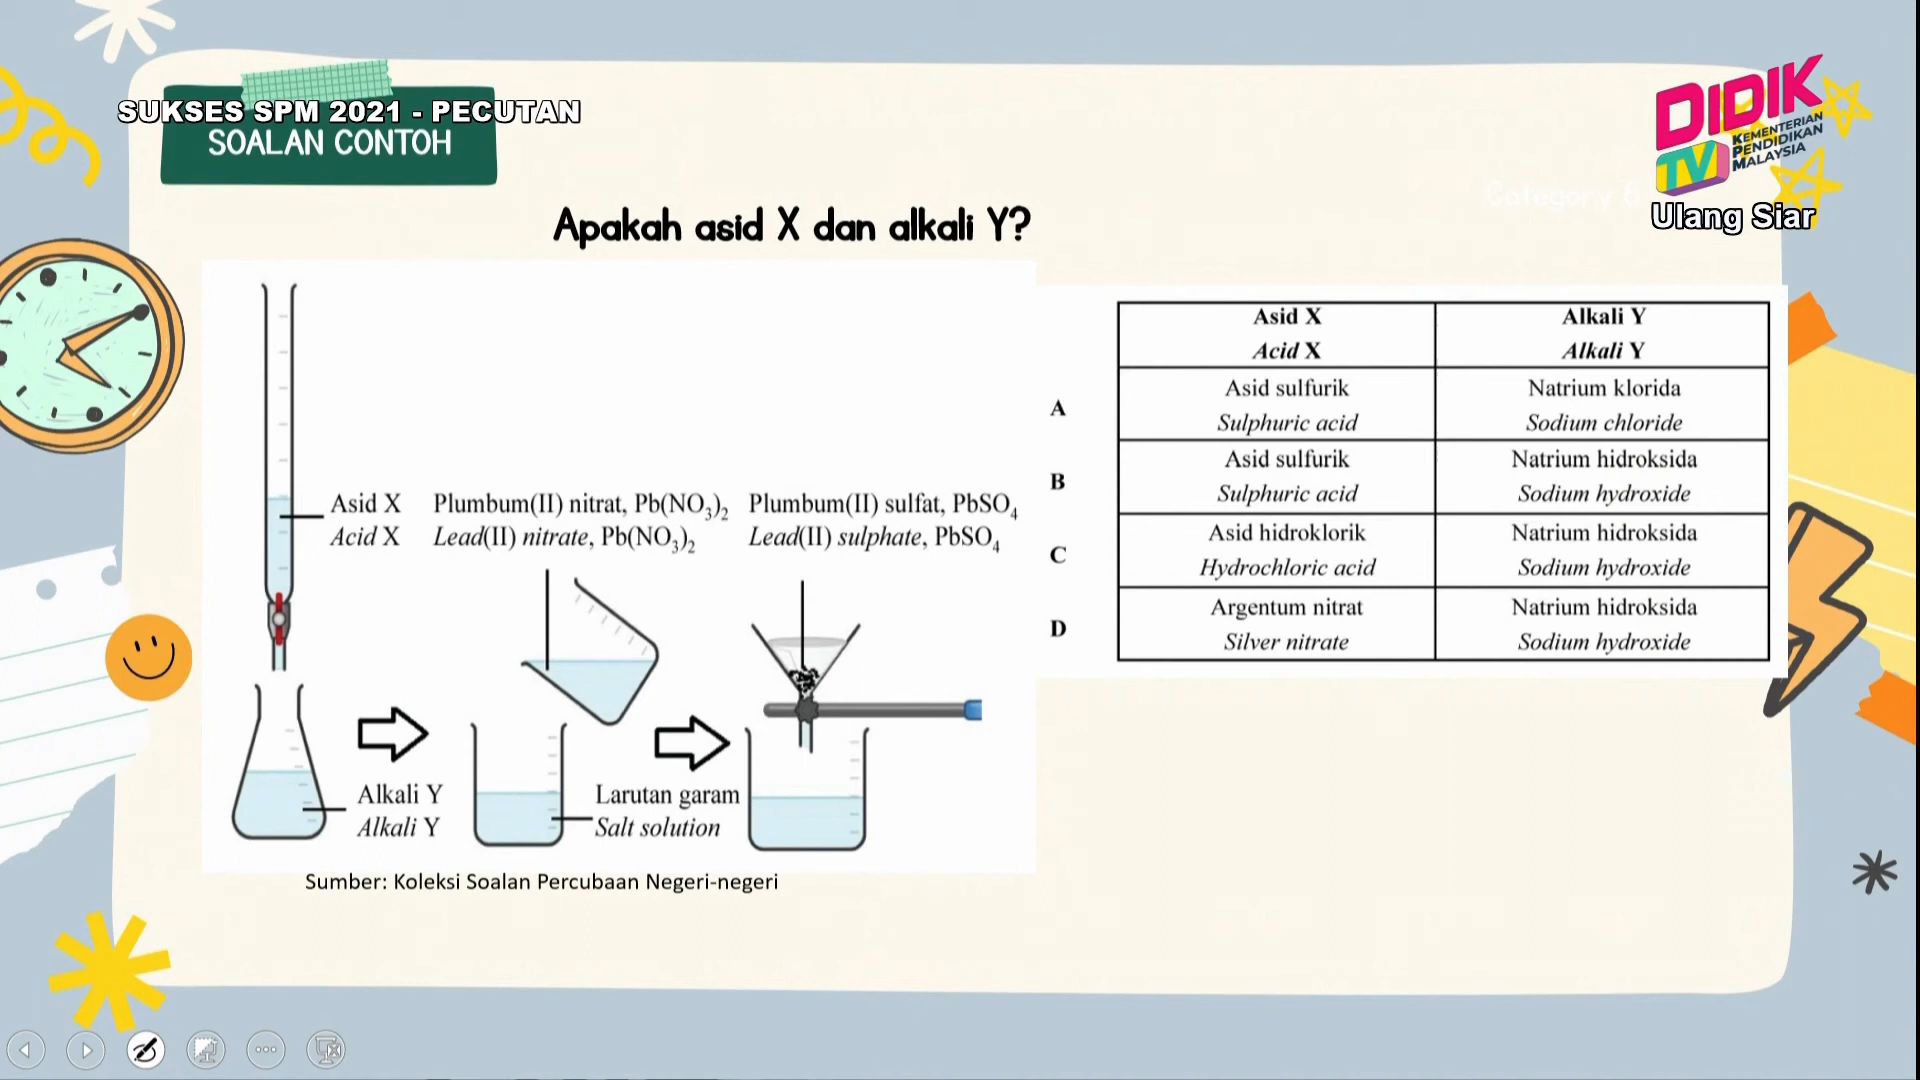 SUKSES SPM 2021 - PECUTAN
SOALAN CONTOH
DIDIK
TV
KEMENTERIAN
PENDIDIKAN
MALAYSIA
Ulang Siar
Category
Apakah asid X dan alkali Y?
Asid X
Acid X
Plumbum(II) nitrat, Pb(NO₃)₂
Lead(II) nitrate, Pb(NO₃)₂
Plumbum(II) sulfat, PbSO₄
Lead(II) sulphate, PbSO₄
Alkali Y
Alkali Y
Larutan garam
Salt solution
Sumber: Koleksi Soalan Percubaan Negeri-negeri
Asid X Alkali Y
Acid X Alkali Y
A
Asid sulfurik Natrium klorida
Sulphuric acid Sodium chloride
B
Asid sulfurik Natrium hidroksida
Sulphuric acid Sodium hydroxide
C
Asid hidroklorik Natrium hidroksida
Hydrochloric acid Sodium hydroxide
D
Argentum nitrat Natrium hidroksida
Silver nitrate Sodium hydroxide